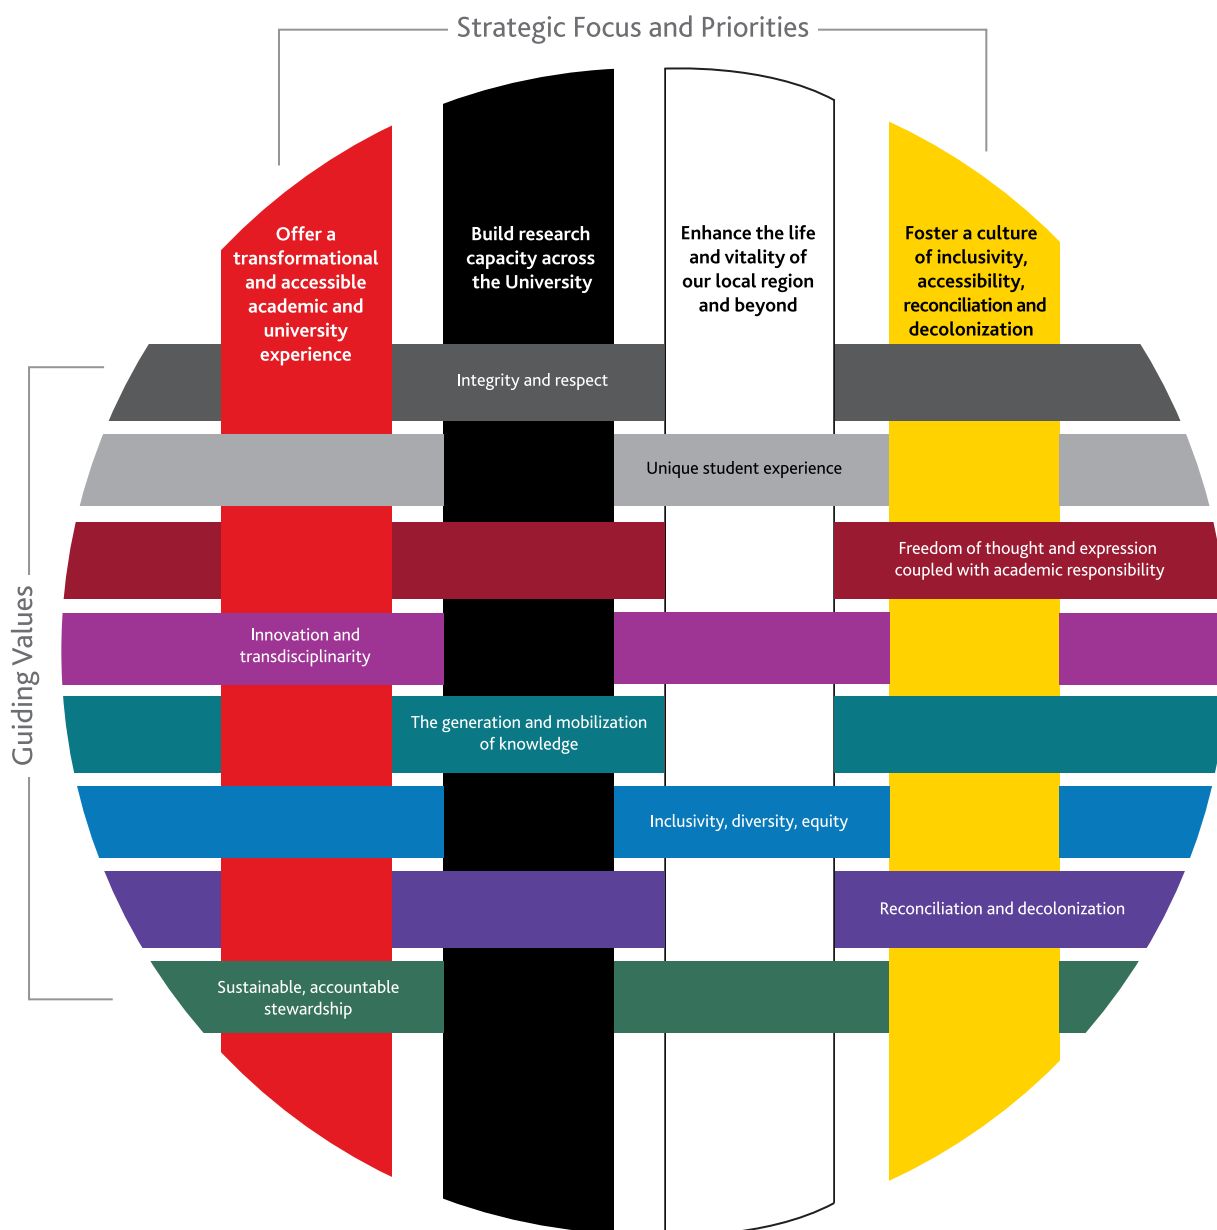 Strategic Focus and Priorities
Offer a
transformational
and accessible
academic and
university
experience
Build research
capacity across
the University
Enhance the life
and vitality of
our local region
and beyond
Foster a culture
of inclusivity,
accessibility,
reconciliation and
decolonization
Guiding Values
Integrity and respect
Unique student experience
Freedom of thought and expression
coupled with academic responsibility
Innovation and
transdisciplinarity
The generation and mobilization
of knowledge
Inclusivity, diversity, equity
Reconciliation and decolonization
Sustainable, accountable
stewardship